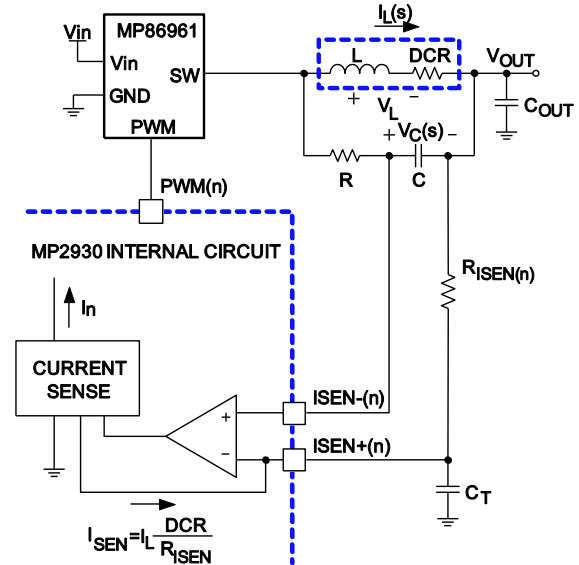 I_L(s)
Vin
MP86961
Vin
SW
GND
PWM
L
DCR
V_OUT
+ V_L −
C_OUT
+ V_C(s) −
R
C
PWM(n)
MP2930 INTERNAL CIRCUIT
R_ISEN(n)
In
CURRENT
SENSE
+
−
ISEN-(n)
ISEN+(n)
C_T
I_SEN=I_L DCR/R_ISEN